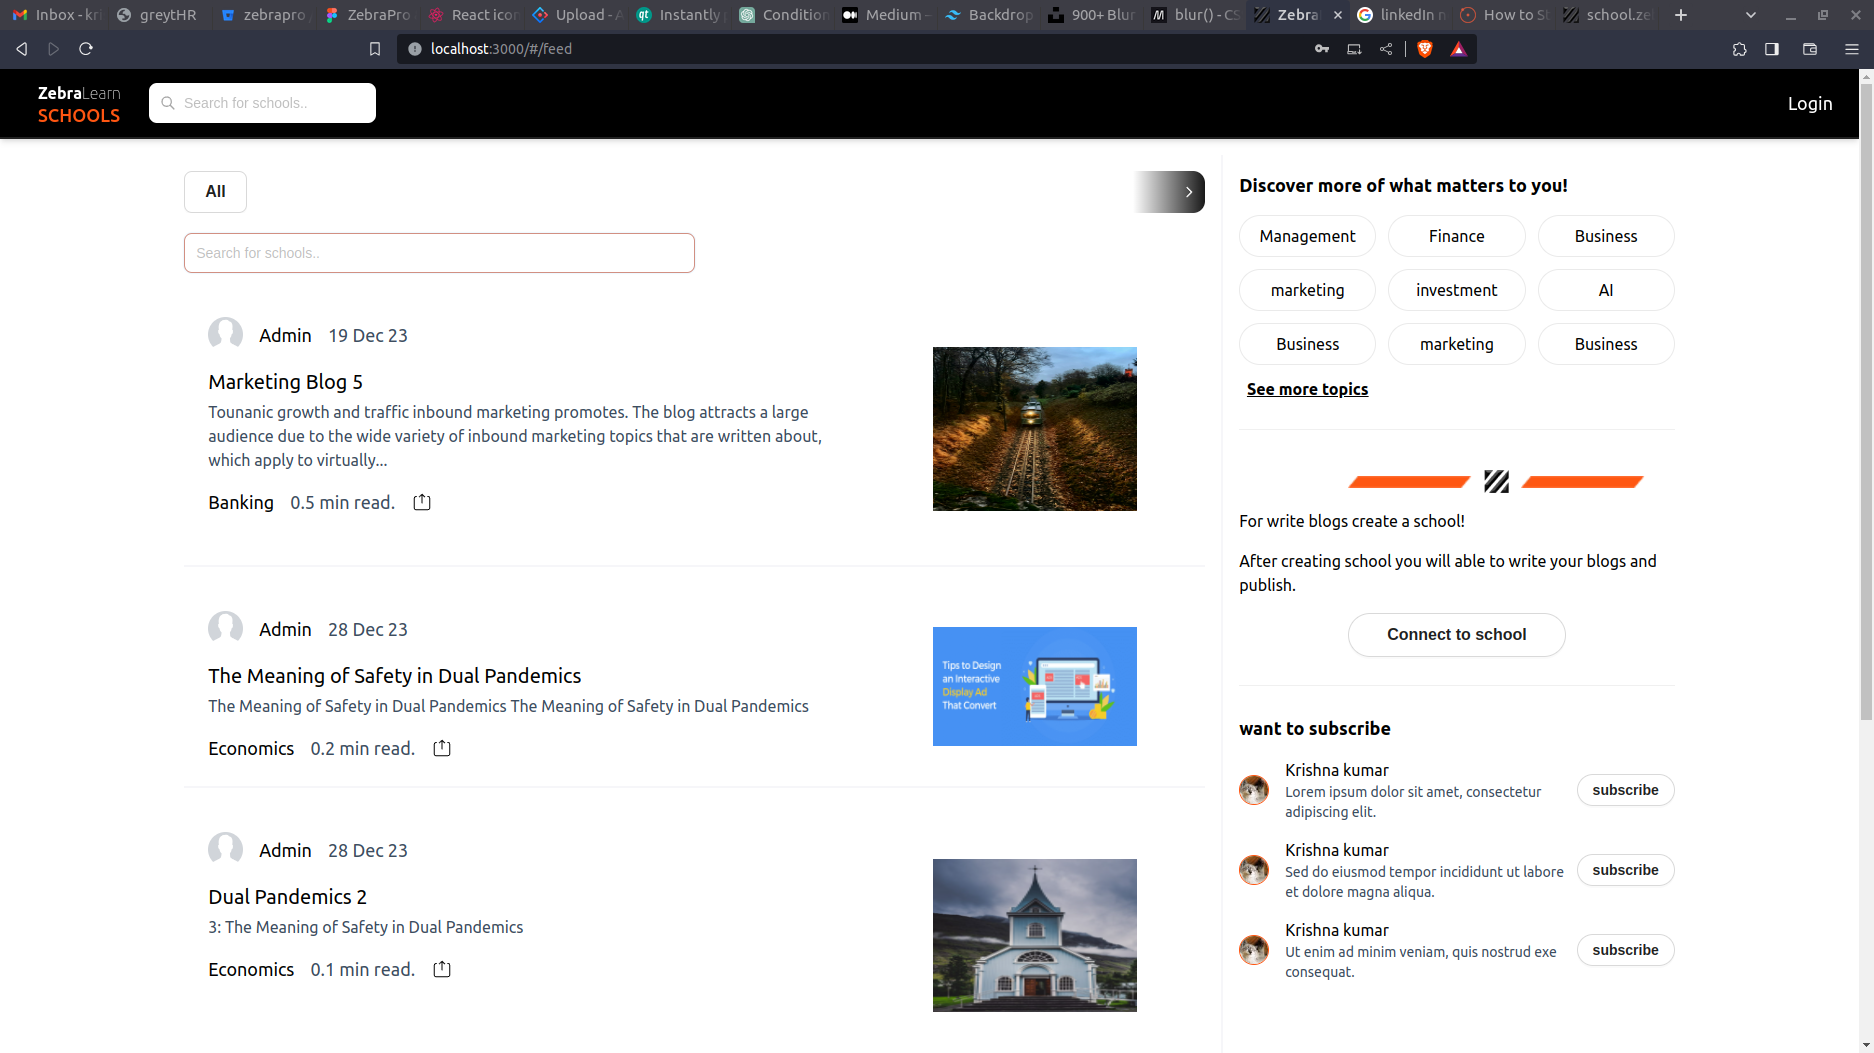 Inbox - kri
greytHR
zebrapro
ZebraPro
React icon
Upload - A
Instantly
Condition
Medium -
Backdrop
900+ Blur
blur() - CS
Zebra
linkedIn
How to St
school.ze
localhost:3000/#/feed
ZebraLearn
SCHOOLS
Search for schools..
Login
All
Search for schools..
Admin 19 Dec 23
Marketing Blog 5
Tounanic growth and traffic inbound marketing promotes. The blog attracts a large
audience due to the wide variety of inbound marketing topics that are written about,
which apply to virtually...
Banking 0.5 min read.
Admin 28 Dec 23
The Meaning of Safety in Dual Pandemics
The Meaning of Safety in Dual Pandemics The Meaning of Safety in Dual Pandemics
Economics 0.2 min read.
Tips to Design
an Interactive
Display Ad
That Convert
Admin 28 Dec 23
Dual Pandemics 2
3: The Meaning of Safety in Dual Pandemics
Economics 0.1 min read.
Discover more of what matters to you!
Management Finance Business
marketing investment AI
Business marketing Business
See more topics
For write blogs create a school!
After creating school you will able to write your blogs and
publish.
Connect to school
want to subscribe
Krishna kumar
Lorem ipsum dolor sit amet, consectetur
adipiscing elit.
subscribe
Krishna kumar
Sed do eiusmod tempor incididunt ut labore
et dolore magna aliqua.
subscribe
Krishna kumar
Ut enim ad minim veniam, quis nostrud exe
consequat.
subscribe